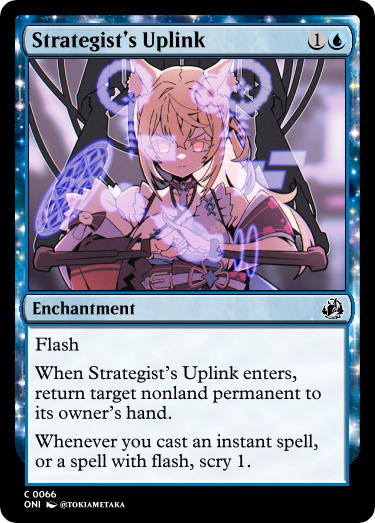 Strategist's Uplink 1
Enchantment
Flash
When Strategist's Uplink enters,
return target nonland permanent to
its owner's hand.
Whenever you cast an instant spell,
or a spell with flash, scry 1.
C 0066
ONI @TOKIAMETAKA